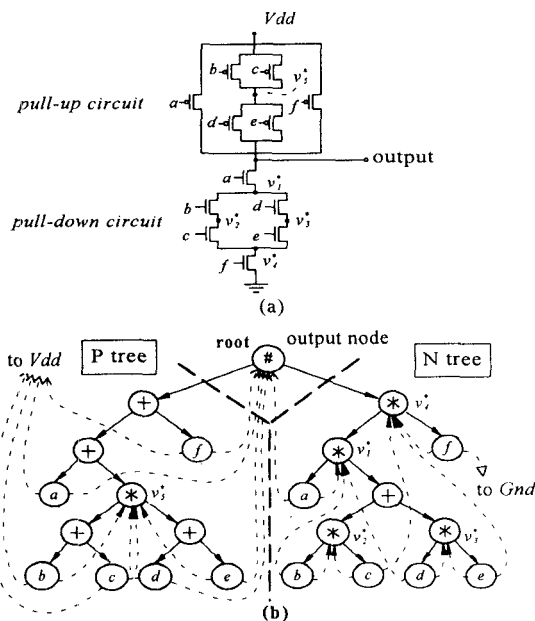 Vdd
b c v*5
pull-up circuit a f
d e
output
a v*1
b d
pull-down circuit v*2 v*3
c e
f v*4
(a)
to Vdd P tree root # output node N tree
+ * v*4
+ f v*1 * f
a * v*5 a + to Gnd
+ + * v*2 * v*3
b c d e b c d e
(b)